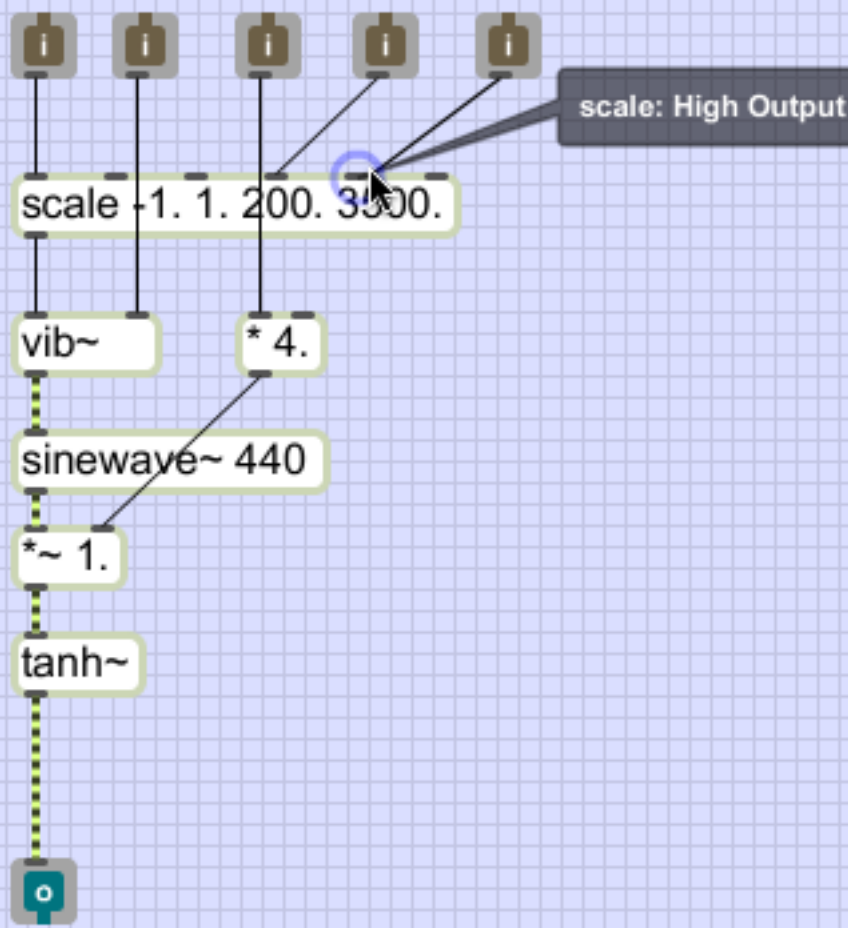 i i i i i
scale: High Output
scale -1. 1. 200. 3500.
vib~ * 4.
sinewave~ 440
*~ 1.
tanh~
o